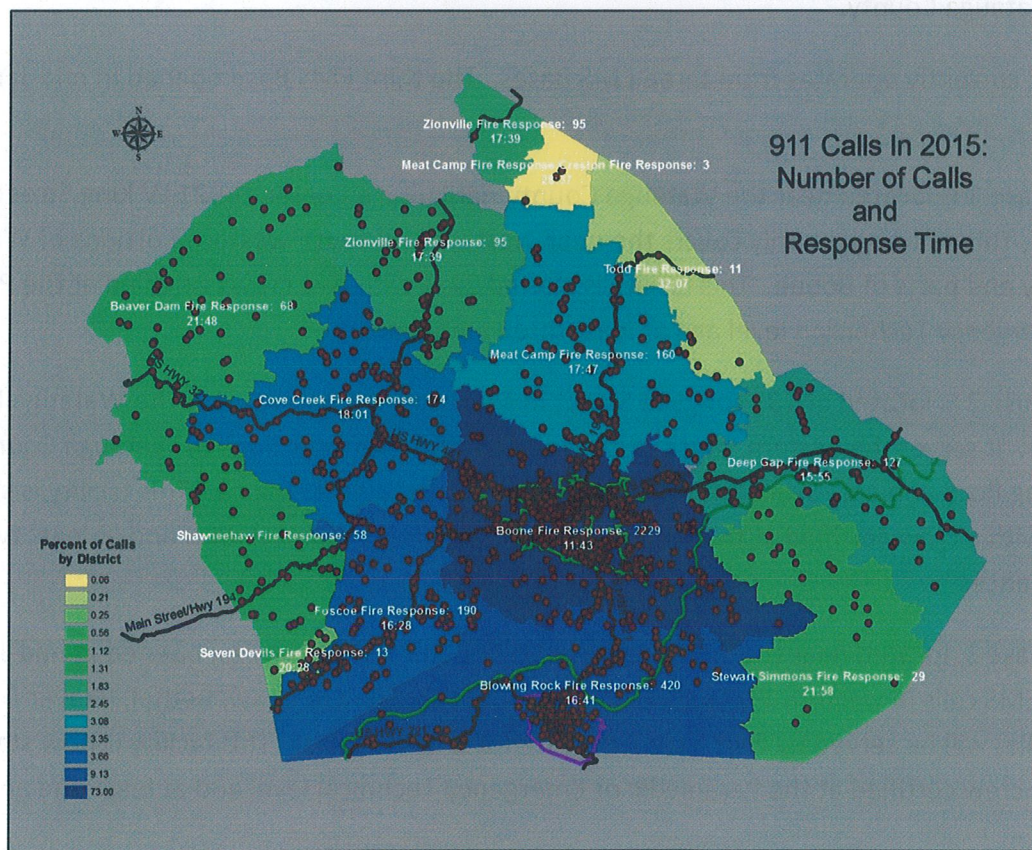 N
W E
S
911 Calls In 2015:
Number of Calls
and
Response Time
Zionville Fire Response: 95
17:39
Meat Camp Fire Response Creston Fire Response: 3
Zionville Fire Response: 95
17:39
Todd Fire Response: 11
32:07
Beaver Dam Fire Response: 68
21:48
Meat Camp Fire Response: 160
17:47
US HWY 321
Cove Creek Fire Response: 174
18:01
US HWY
Deep Gap Fire Response: 127
15:55
Boone Fire Response: 2229
11:43
Shawneehaw Fire Response: 58
Percent of Calls
by District
0.06
0.21
0.25
0.56
1.12
1.31
1.83
2.45
3.08
3.35
3.66
9.13
73.00
Main Street/Hwy 194
Foscoe Fire Response: 190
16:28
Seven Devils Fire Response: 13
20:28
Blowing Rock Fire Response: 420
16:41
Stewart Simmons Fire Response: 29
21:58